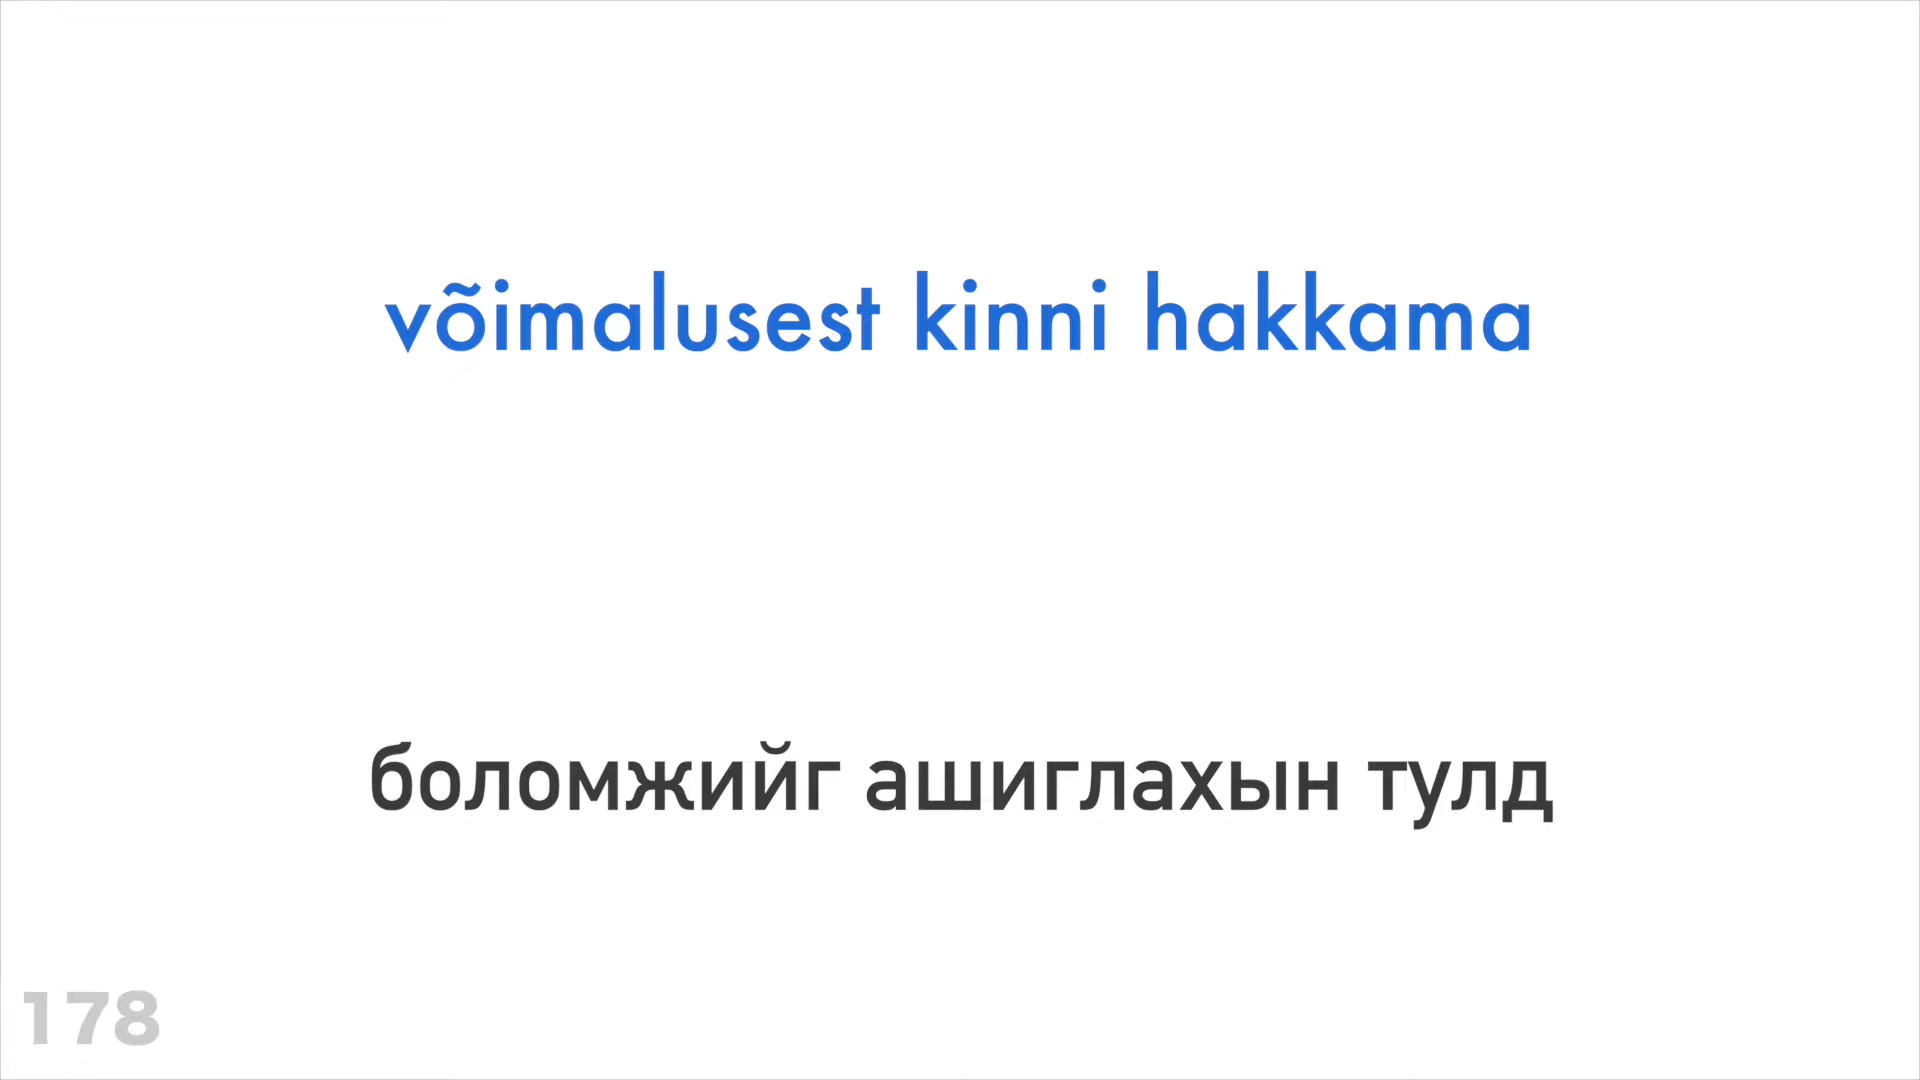 võimalusest kinni hakkama
боломжийг ашиглахын тулд
178